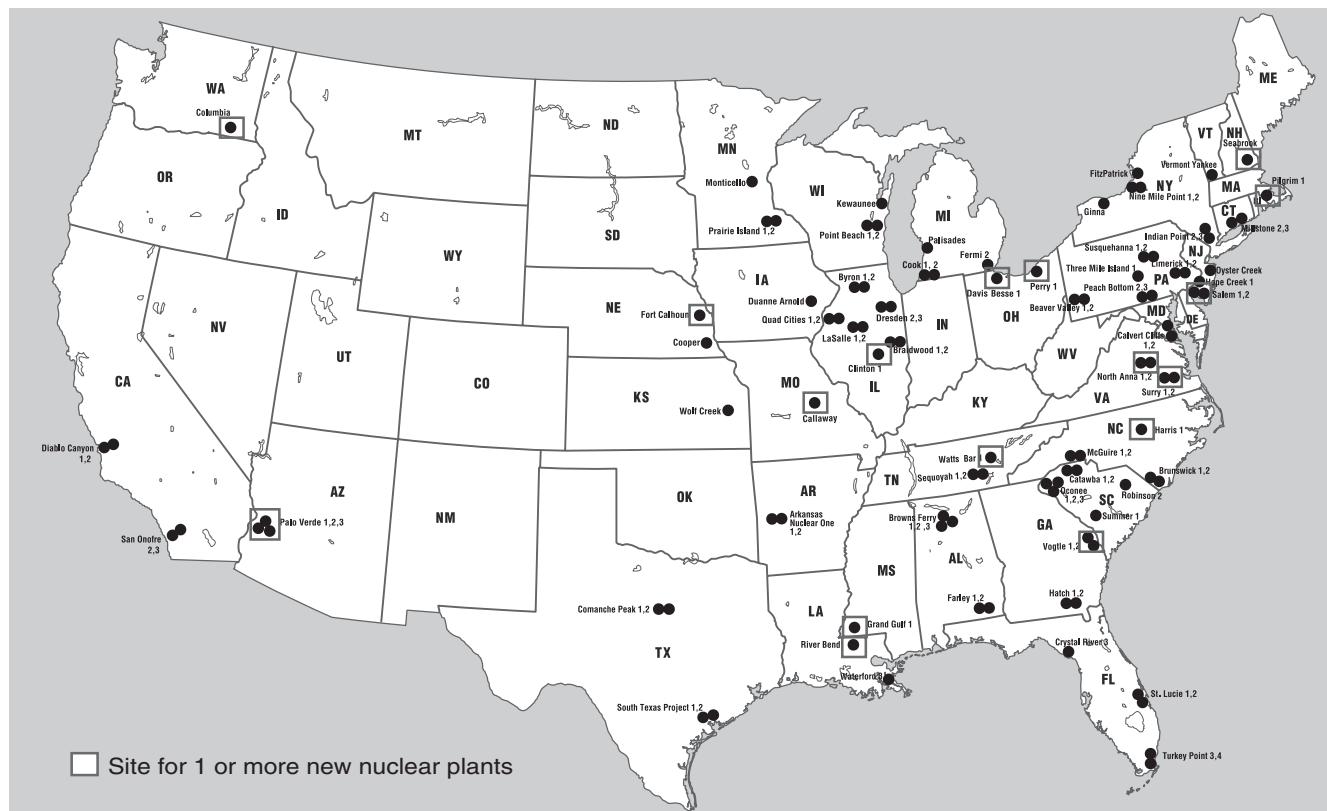 WA
Columbia
MT
ND
MN
ME
VT
NH
Seabrook
OR
ID
SD
WI
MI
NY
MA
Pilgrim 1
Monticello
FitzPatrick
Vermont Yankee
Nine Mile Point 1,2
Ginna
Kewaunee
Point Beach 1,2
Prairie Island 1,2
CT
Millstone 2,3
Indian Point 2,3
WY
Palisades
Fermi 2
Cook 1,2
Davis Besse 1
Perry 1
Susquehanna 1,2
Limerick 1,2
NJ
Three Mile Island 1
PA
Oyster Creek
Hope Creek 1
Peach Bottom 2,3
Salem 1,2
Beaver Valley 1,2
MD
DE
IA
NE
Byron 1,2
Duanne Arnold
Quad Cities 1,2
Dresden 2,3
LaSalle 1,2
Braidwood 1,2
Clinton 1
IL
IN
OH
WV
Calvert Cliffs
1,2
North Anna 1,2
Surry 1,2
VA
NV
UT
CO
CA
Fort Calhoun
Cooper
KS
Wolf Creek
MO
Callaway
KY
NC
Harris 1
Diablo Canyon
1,2
San Onofre
2,3
AZ
Palo Verde 1,2,3
NM
OK
AR
Arkansas
Nuclear One
1,2
TN
Watts Bar 1
Sequoyah 1,2
McGuire 1,2
Catawba 1,2
Oconee
1,2,3
SC
Brunswick 1,2
Robinson 2
Summer 1
Browns Ferry
1,2 ,3
MS
AL
GA
Vogtle 1,2
Hatch 1,2
Farley 1,2
Comanche Peak 1,2
TX
LA
Grand Gulf 1
River Bend
Waterford 3
South Texas Project 1,2
Crystal River 3
FL
St. Lucie 1,2
Turkey Point 3,4
Site for 1 or more new nuclear plants